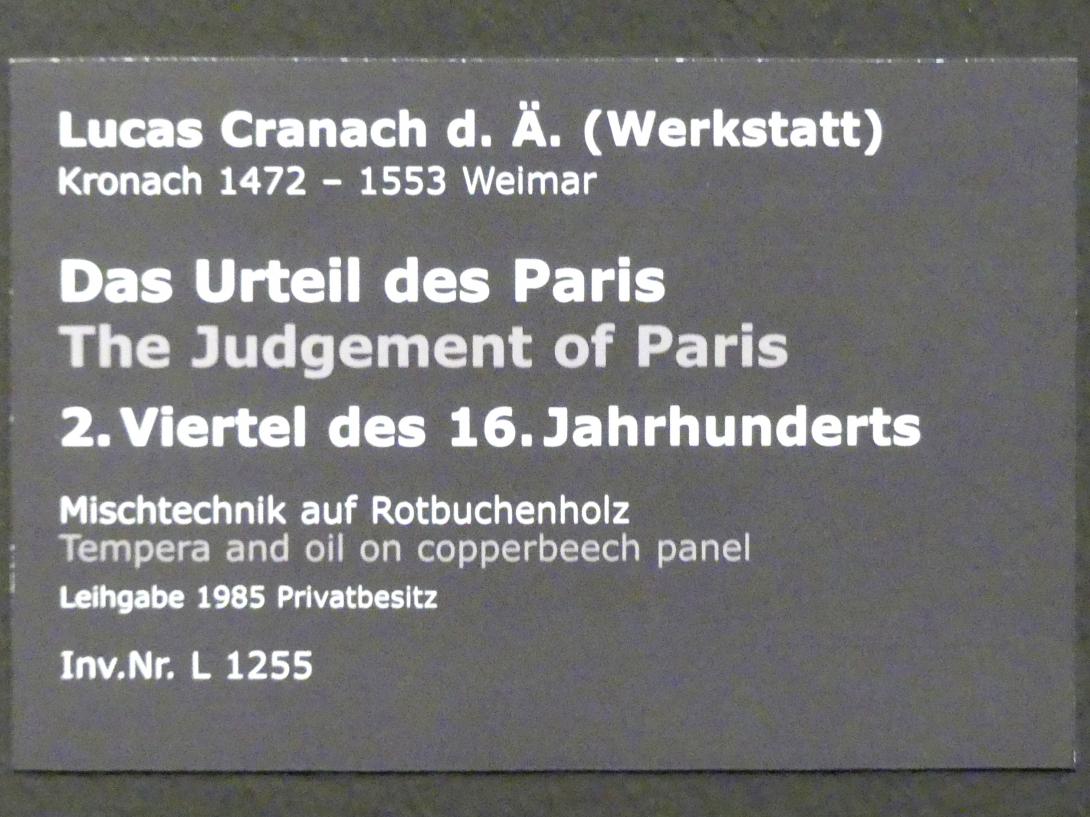 Lucas Cranach d. Ä. (Werkstatt)
Kronach 1472 – 1553 Weimar
Das Urteil des Paris
The Judgement of Paris
2. Viertel des 16. Jahrhunderts
Mischtechnik auf Rotbuchenholz
Tempera and oil on copperbeech panel
Leihgabe 1985 Privatbesitz
Inv.Nr. L 1255